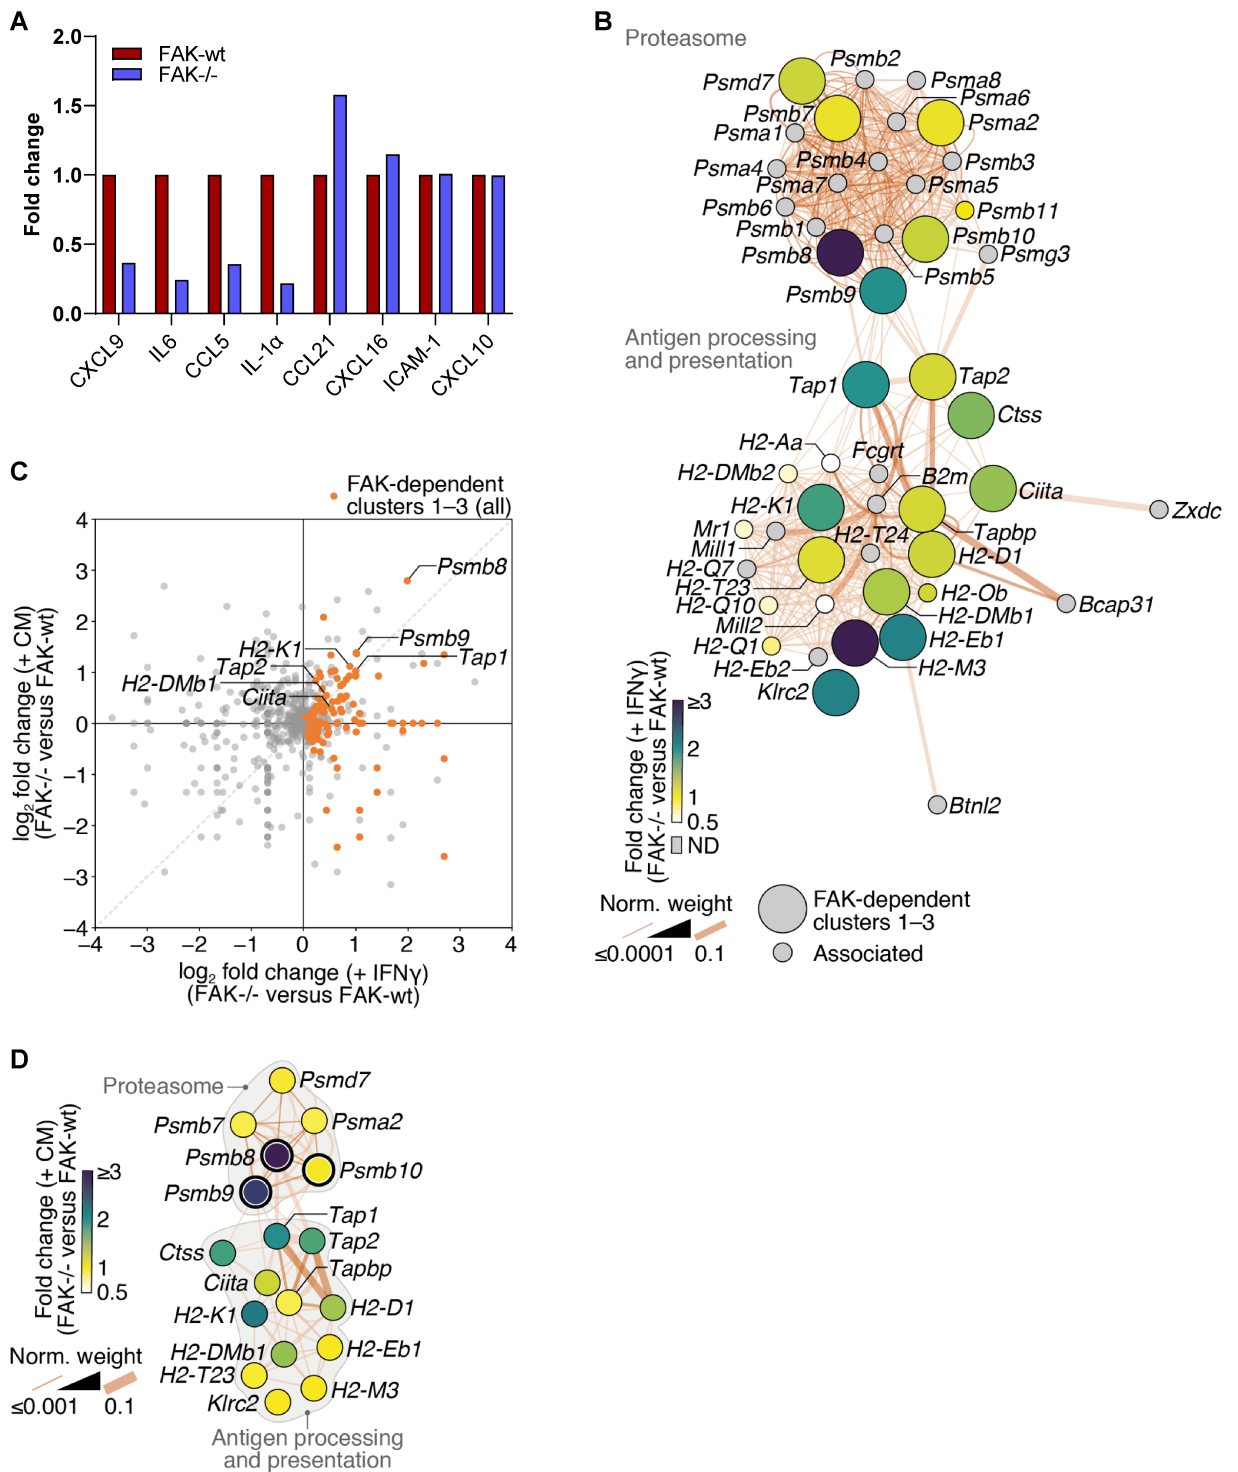 A
2.0
1.5
1.0
0.5
0.0
Fold change
FAK-wt
FAK-/-
CXCL9
IL6
CCL5
IL-1α
CCL21
CXCL16
ICAM-1
CXCL10
B
Proteasome
Psmb2
Psmd7
Psma8
Psma6
Psmb7
Psma2
Psma1
Psmb4
Psmb3
Psma4
Psma7
Psma5
Psmb6
Psmb11
Psmb1
Psmb10
Psmb8
Psmg3
Psmb5
Psmb9
Antigen processing
and presentation
Tap1
Tap2
Ctss
H2-Aa
Fcgrt
H2-DMb2
B2m
Ciita
H2-K1
Zxdc
Mr1
H2-T24
Tapbp
Mill1
H2-D1
H2-Q7
H2-T23
H2-Ob
H2-Q10
Bcap31
H2-DMb1
Mill2
H2-Q1
H2-Eb1
H2-Eb2
H2-M3
Klrc2
Btnl2
Fold change (+ IFNγ)
(FAK-/- versus FAK-wt)
≥3
2
1
0.5
ND
Norm. weight
≤0.0001
0.1
FAK-dependent
clusters 1–3
Associated
C
FAK-dependent
clusters 1–3 (all)
4
3
2
1
0
−1
−2
−3
−4
log2 fold change (+ CM)
(FAK-/- versus FAK-wt)
Psmb8
Psmb9
H2-K1
Tap1
Tap2
H2-DMb1
Ciita
−4
−3
−2
−1
0
1
2
3
4
log2 fold change (+ IFNγ)
(FAK-/- versus FAK-wt)
D
Proteasome
Psmd7
Psmb7
Psma2
Psmb8
Psmb10
Psmb9
Tap1
Tap2
Ctss
Tapbp
Ciita
H2-K1
H2-D1
H2-DMb1
H2-Eb1
H2-T23
H2-M3
Klrc2
Antigen processing
and presentation
Fold change (+ CM)
(FAK-/- versus FAK-wt)
≥3
2
1
0.5
Norm. weight
≤0.001
0.1